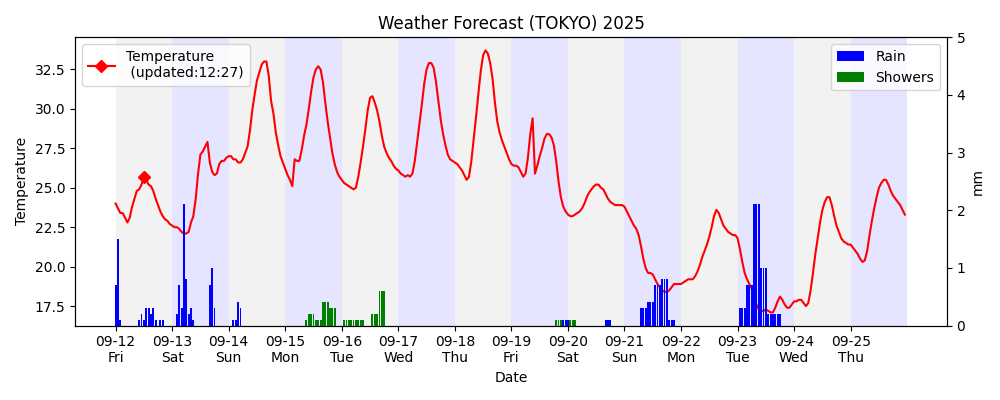 Weather Forecast (TOKYO) 2025
Temperature
(updated:12:27)
Rain
Showers
Temperature
32.5
30.0
27.5
25.0
22.5
20.0
17.5
5
4
3
2
1
0
mm
09-12 09-13 09-14 09-15 09-16 09-17 09-18 09-19 09-20 09-21 09-22 09-23 09-24 09-25
Fri Sat Sun Mon Tue Wed Thu Fri Sat Sun Mon Tue Wed Thu
Date